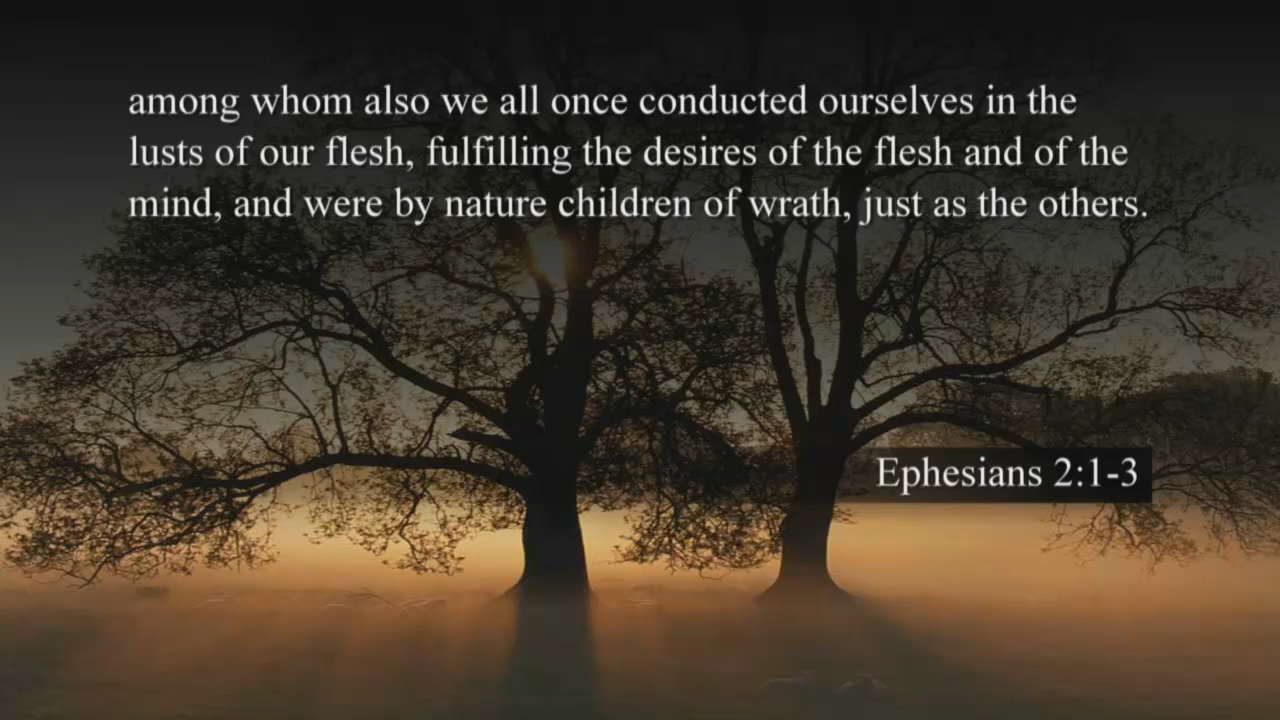 among whom also we all once conducted ourselves in the
lusts of our flesh, fulfilling the desires of the flesh and of the
mind, and were by nature children of wrath, just as the others.
Ephesians 2:1-3